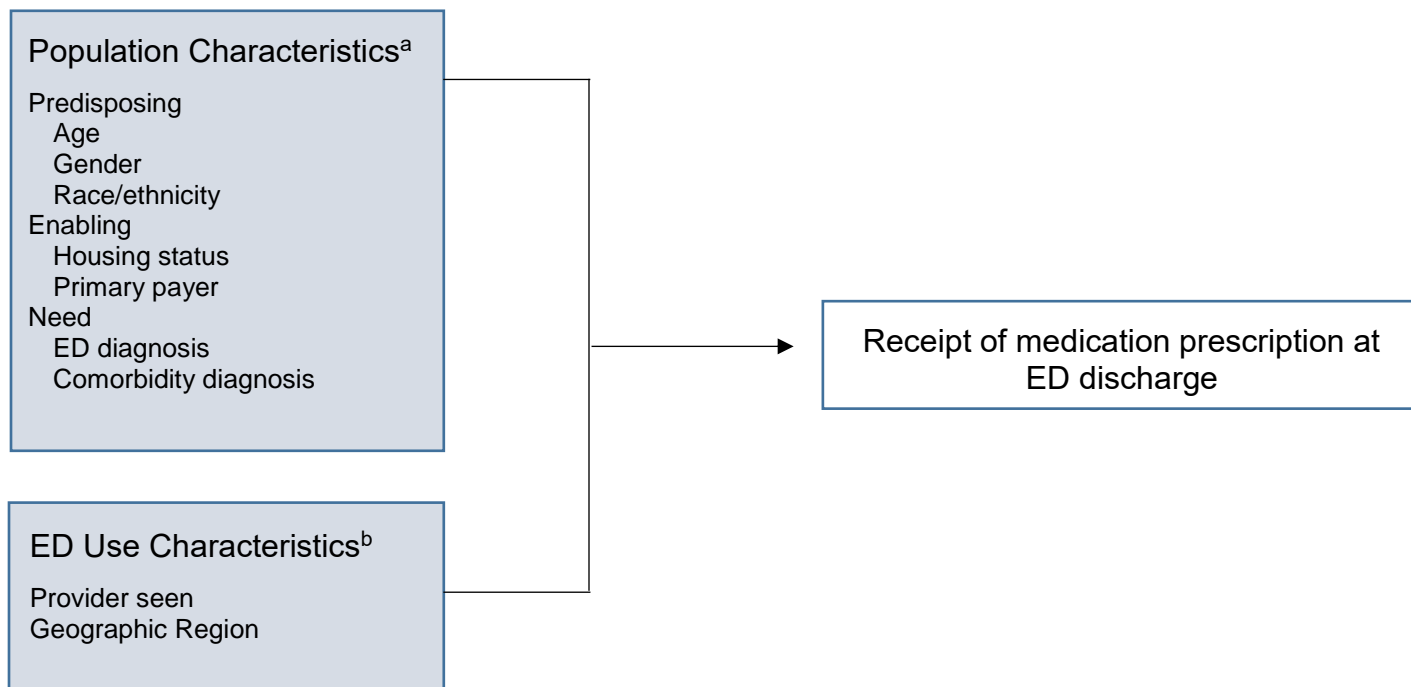 Population Characteristicsᵃ
Predisposing
Age
Gender
Race/ethnicity
Enabling
Housing status
Primary payer
Need
ED diagnosis
Comorbidity diagnosis
ED Use Characteristicsᵇ
Provider seen
Geographic Region
Receipt of medication prescription at
ED discharge